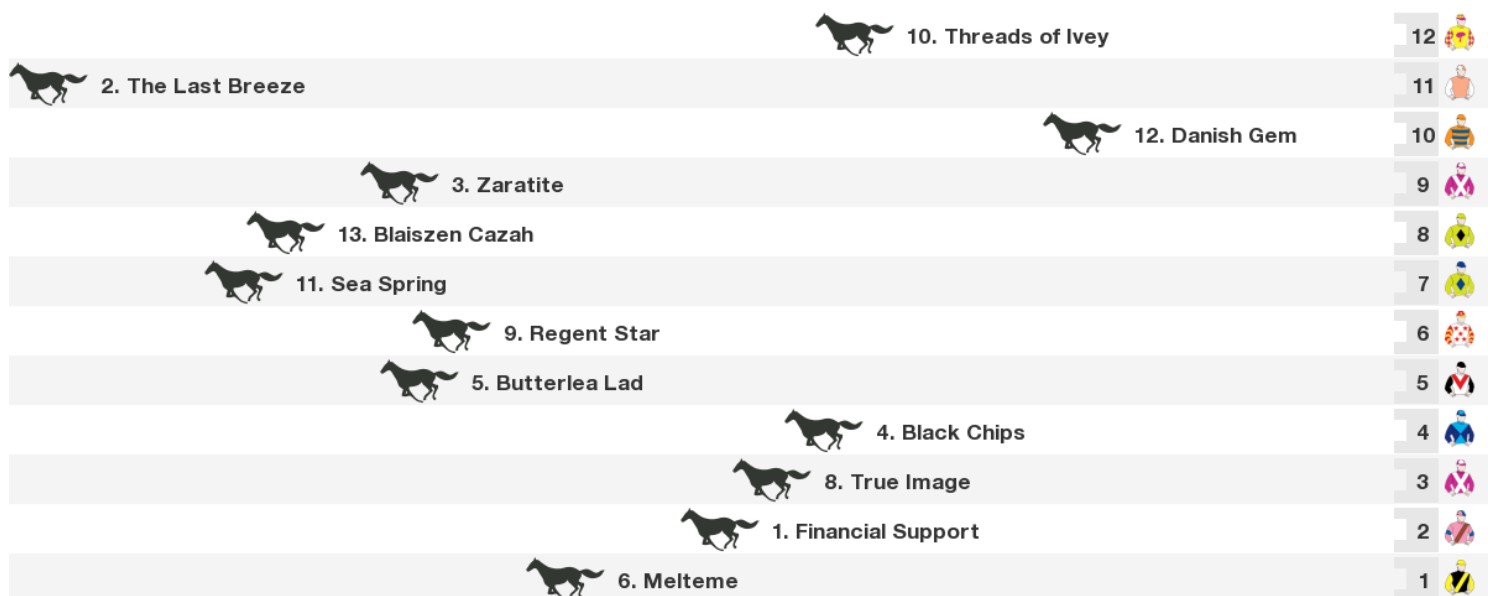 10. Threads of Ivey 12
2. The Last Breeze 11
12. Danish Gem 10
3. Zaratite 9
13. Blaiszen Cazah 8
11. Sea Spring 7
9. Regent Star 6
5. Butterlea Lad 5
4. Black Chips 4
8. True Image 3
1. Financial Support 2
6. Melteme 1